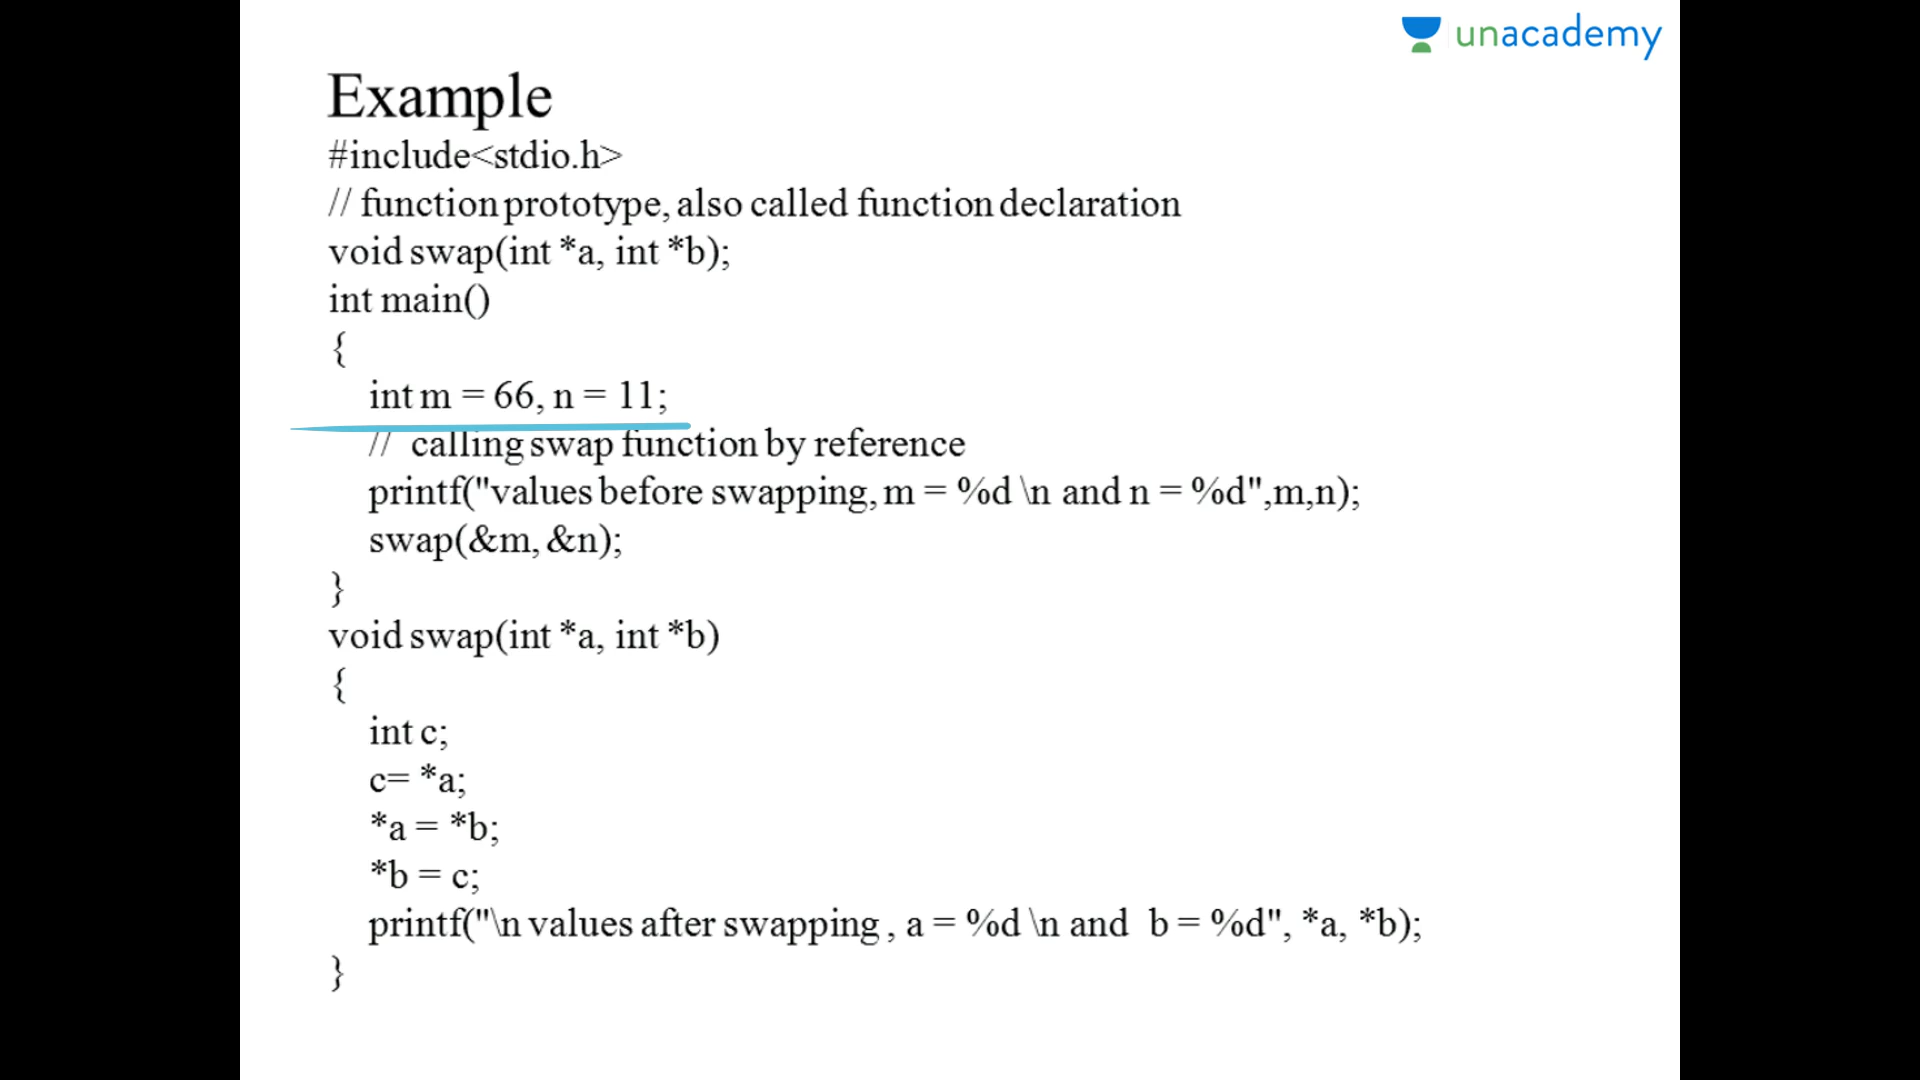 unacademy
Example
#include<stdio.h>
// function prototype, also called function declaration
void swap(int *a, int *b);
int main()
{
int m = 66, n = 11;
// calling swap function by reference
printf("values before swapping, m = %d \n and n = %d",m,n);
swap(&m, &n);
}
void swap(int *a, int *b)
{
int c;
c= *a;
*a = *b;
*b = c;
printf("\n values after swapping , a = %d \n and b = %d", *a, *b);
}